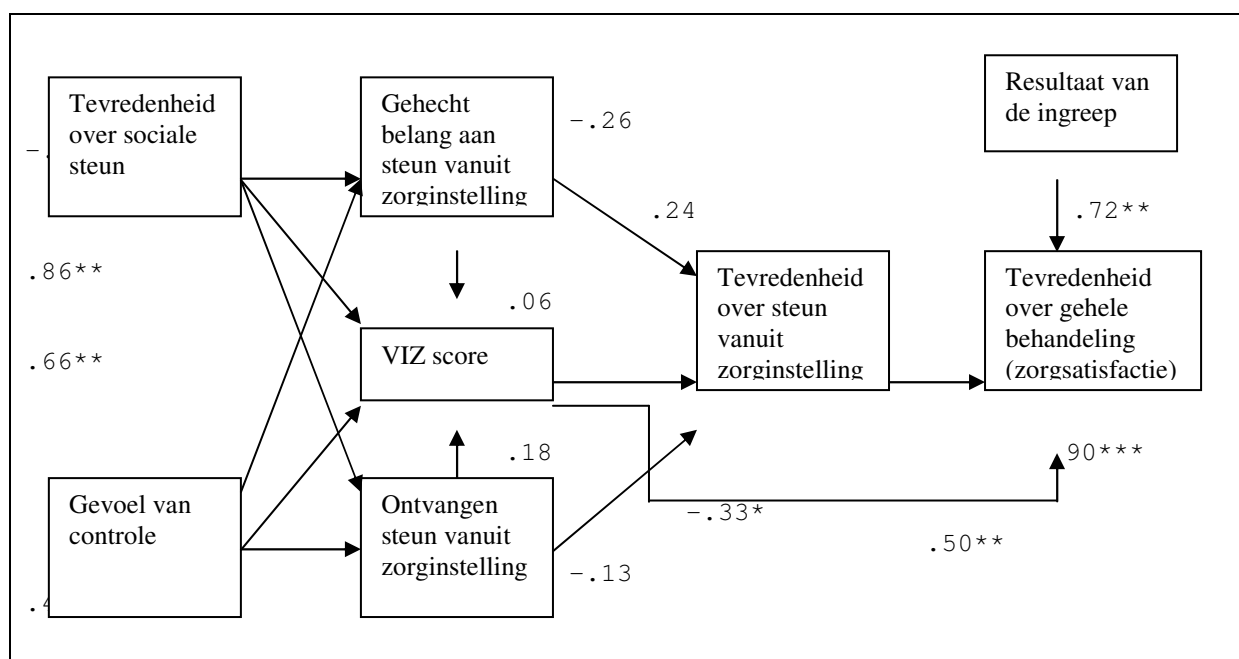 Tevredenheid
over sociale
steun
Gehecht
belang aan
steun vanuit
zorginstelling
-.26
Resultaat van
de ingreep
.24
.72**
.86**
.06
Tevredenheid
over steun
vanuit
zorginstelling
Tevredenheid
over gehele
behandeling
(zorgsatisfactie)
.66**
VIZ score
.18
90***
Gevoel van
controle
Ontvangen
steun vanuit
zorginstelling
-.33*
.50**
-.13